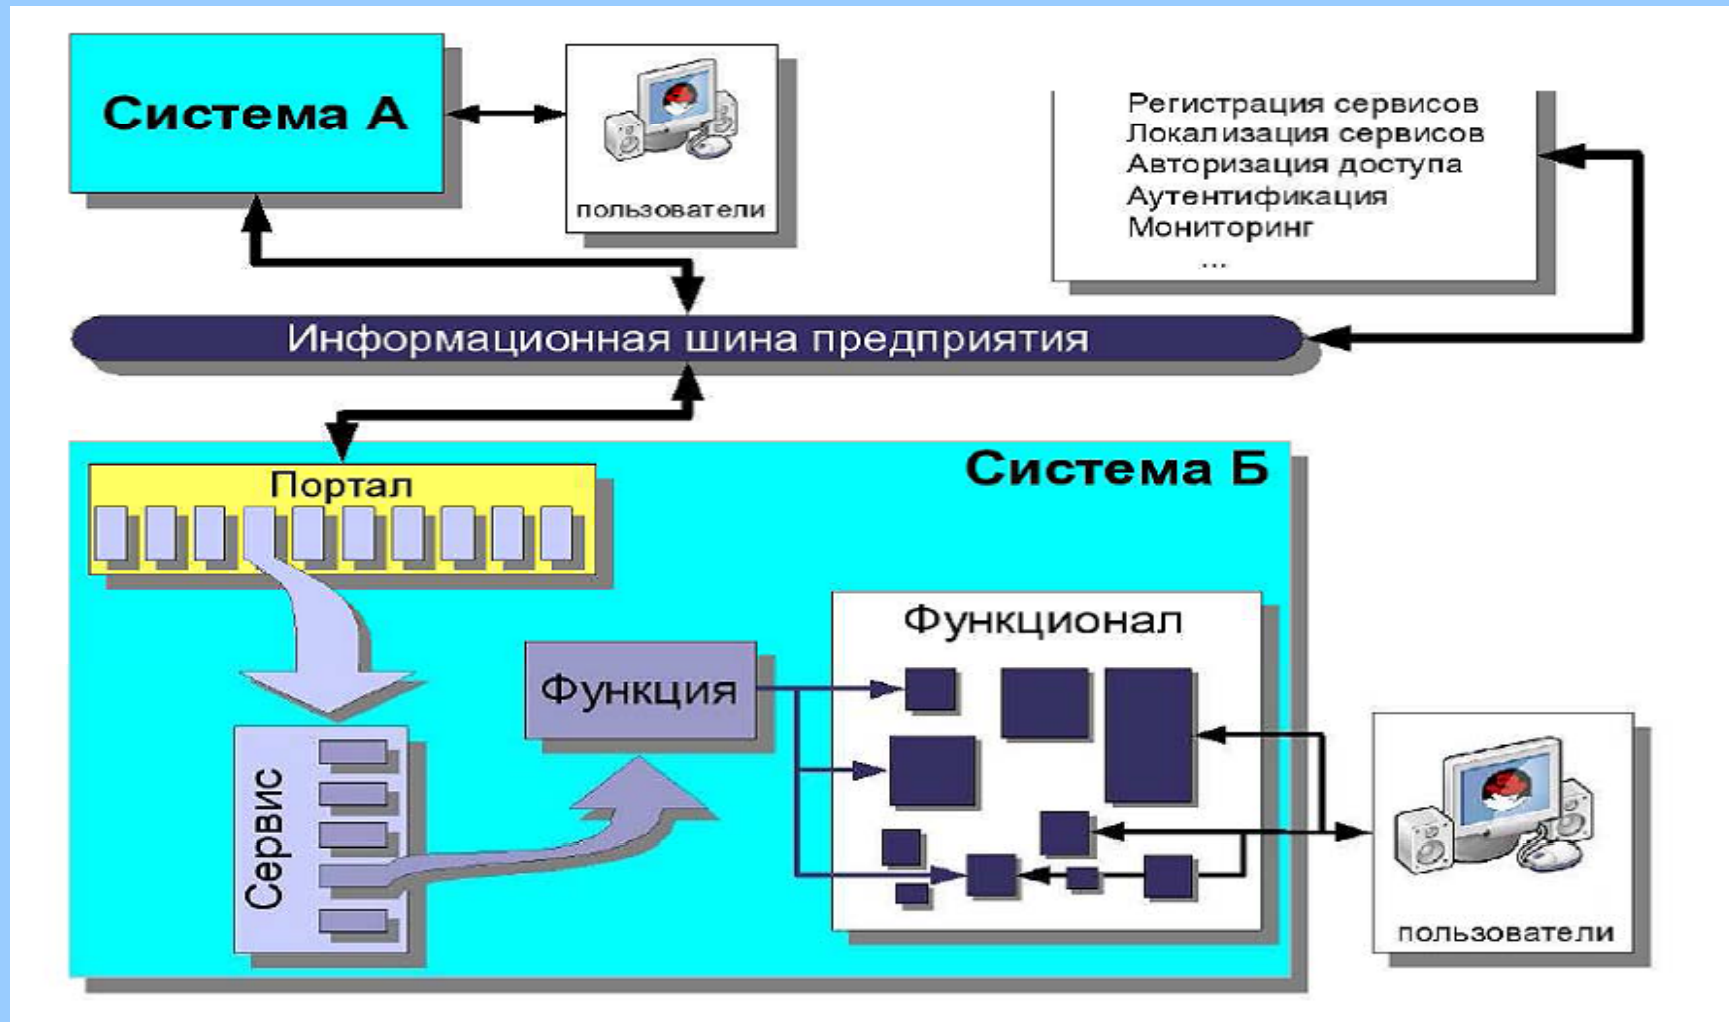 Система А
пользователи
Регистрация сервисов
Локализация сервисов
Авторизация доступа
Аутентификация
Мониторинг
...
Информационная шина предприятия
Система Б
Портал
Функционал
Функция
Сервис
пользователи